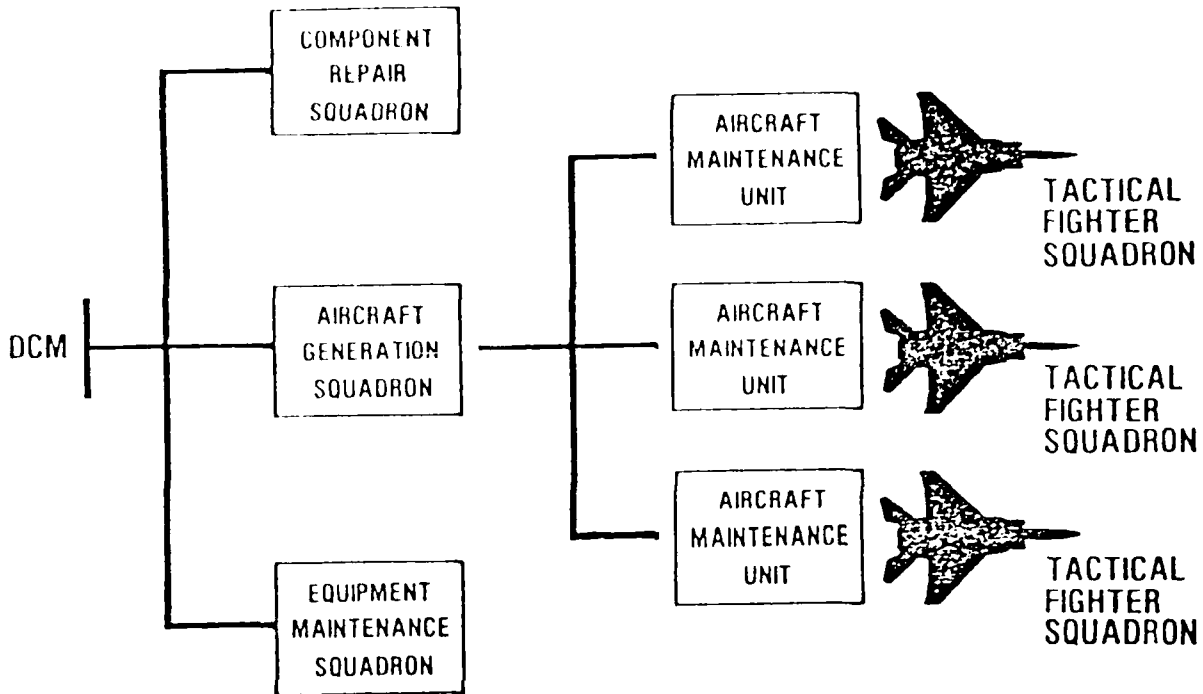 COMPONENT
REPAIR
SQUADRON
AIRCRAFT
MAINTENANCE
UNIT
TACTICAL
FIGHTER
SQUADRON
DCM
AIRCRAFT
GENERATION
SQUADRON
AIRCRAFT
MAINTENANCE
UNIT
TACTICAL
FIGHTER
SQUADRON
EQUIPMENT
MAINTENANCE
SQUADRON
AIRCRAFT
MAINTENANCE
UNIT
TACTICAL
FIGHTER
SQUADRON